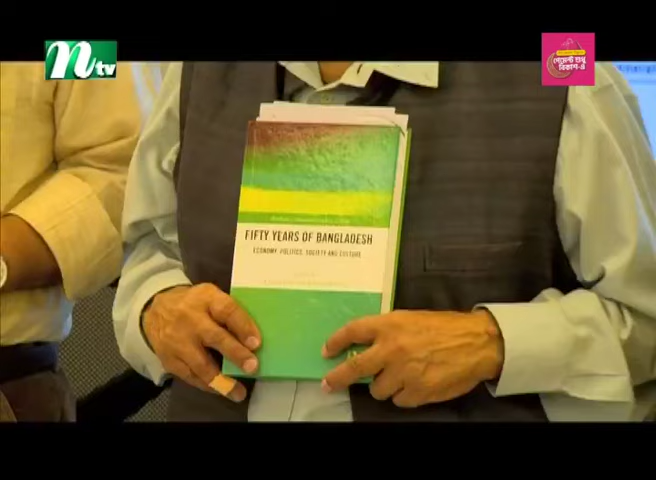 ntv
পেমেন্ট শুধু
বিকাশ-এ
FIFTY YEARS OF BANGLADESH
ECONOMY, POLITICS, SOCIETY AND CULTURE